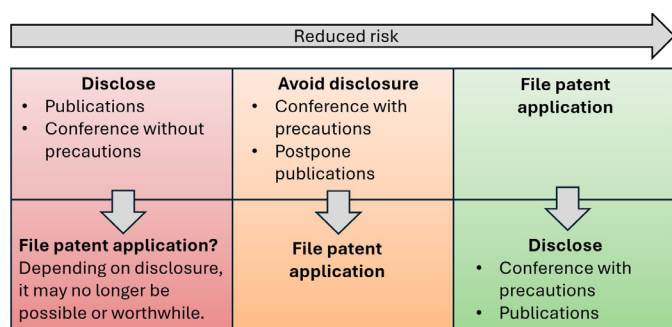 Reduced risk
Disclose
• Publications
• Conference without
precautions
Avoid disclosure
• Conference with
precautions
• Postpone
publications
File patent
application
File patent application?
Depending on disclosure,
it may no longer be
possible or worthwhile.
File patent
application
Disclose
• Conference with
precautions
• Publications